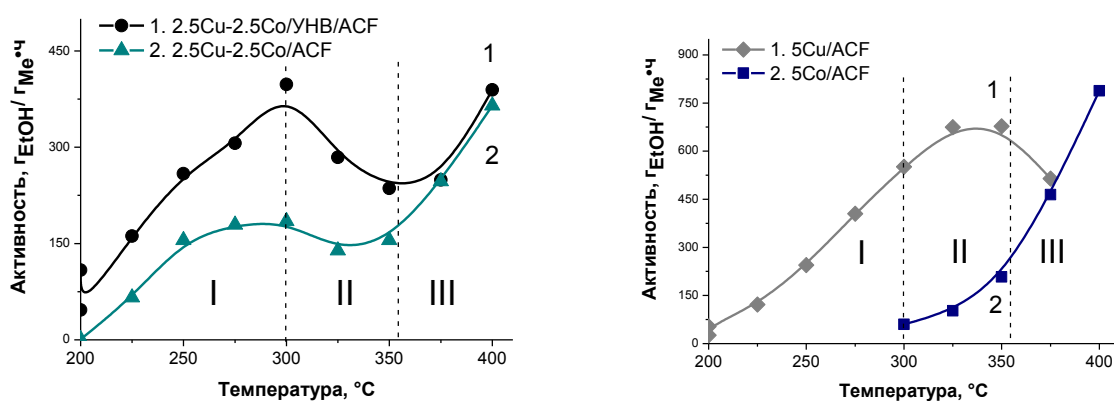 1. 2.5Cu-2.5Co/УНВ/ACF
2. 2.5Cu-2.5Co/ACF
Активность, гEtOH/ гMe•ч
450
300
150
0
1
2
I
II
III
200
250
300
350
400
Температура, °C
1. 5Cu/ACF
2. 5Co/ACF
Активность, гEtOH/ гMe•ч
900
750
600
450
300
150
0
1
2
I
II
III
200
250
300
350
400
Температура, °C